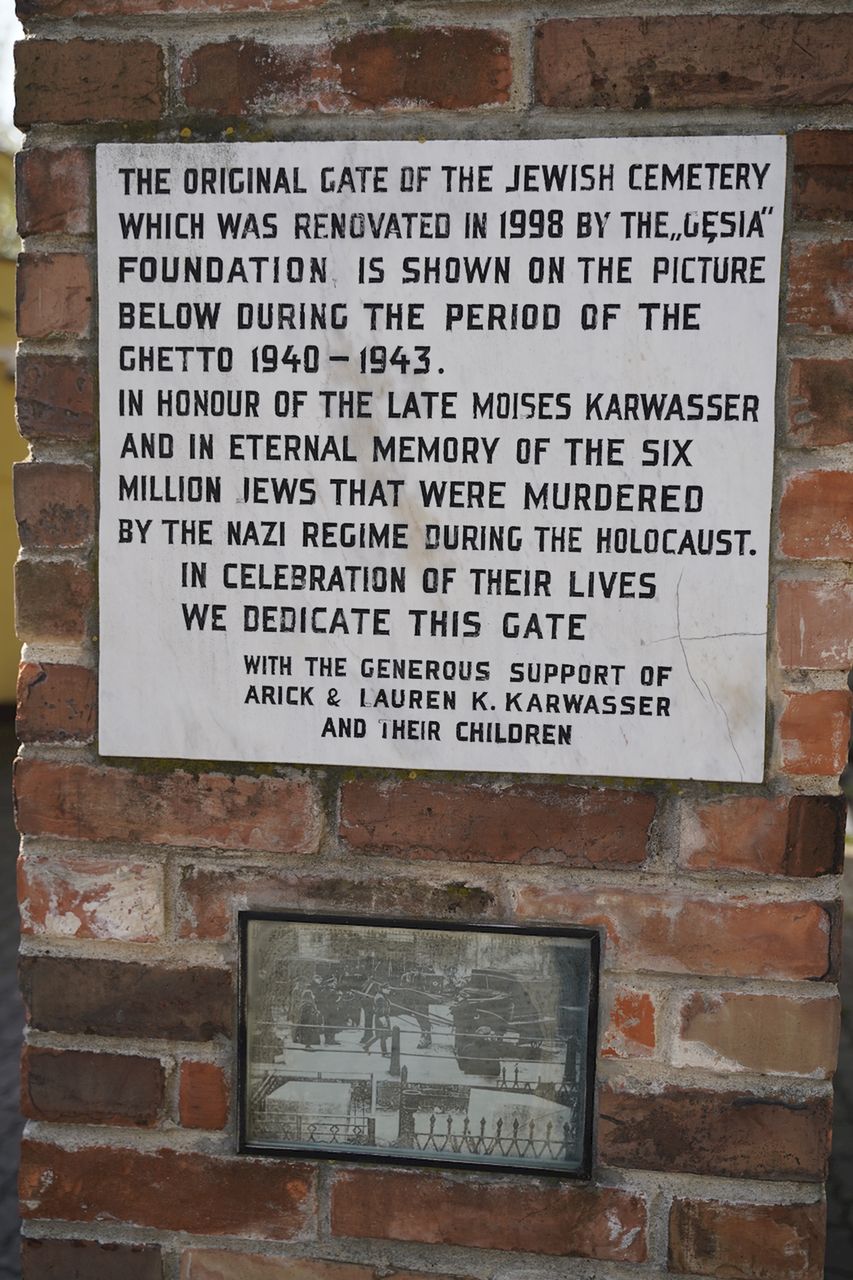 THE ORIGINAL GATE OF THE JEWISH CEMETERY
WHICH WAS RENOVATED IN 1998 BY THE „GĘSIA"
FOUNDATION IS SHOWN ON THE PICTURE
BELOW DURING THE PERIOD OF THE
GHETTO 1940 – 1943.
IN HONOUR OF THE LATE MOISES KARWASSER
AND IN ETERNAL MEMORY OF THE SIX
MILLION JEWS THAT WERE MURDERED
BY THE NAZI REGIME DURING THE HOLOCAUST.
IN CELEBRATION OF THEIR LIVES
WE DEDICATE THIS GATE
WITH THE GENEROUS SUPPORT OF
ARICK & LAUREN K. KARWASSER
AND THEIR CHILDREN